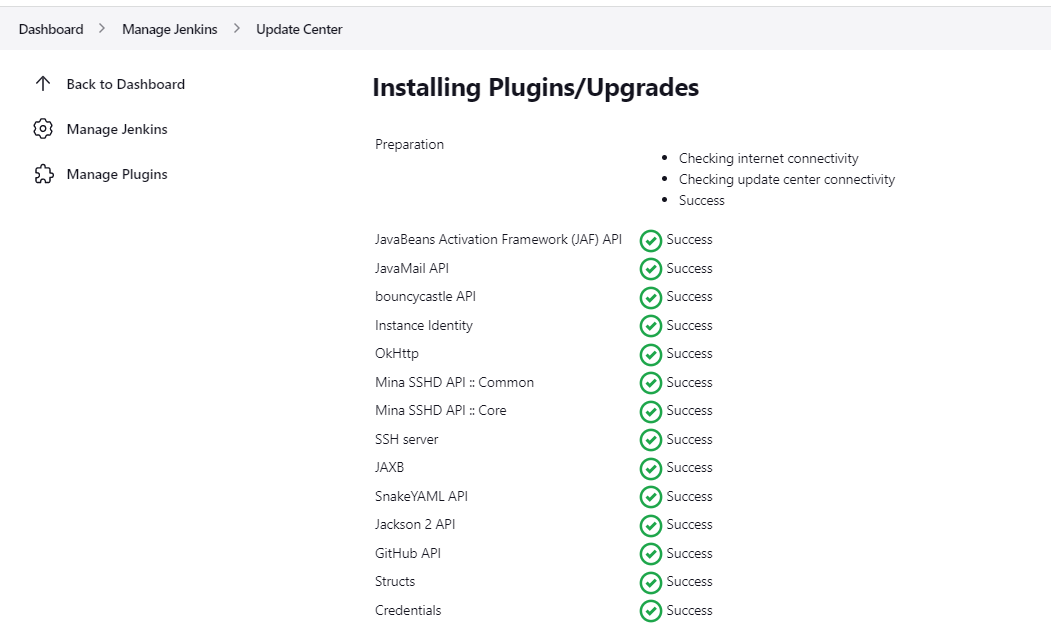 Dashboard > Manage Jenkins > Update Center
Back to Dashboard
Manage Jenkins
Manage Plugins
Installing Plugins/Upgrades
Preparation
• Checking internet connectivity
• Checking update center connectivity
• Success
JavaBeans Activation Framework (JAF) API Success
JavaMail API Success
bouncycastle API Success
Instance Identity Success
OkHttp Success
Mina SSHD API :: Common Success
Mina SSHD API :: Core Success
SSH server Success
JAXB Success
SnakeYAML API Success
Jackson 2 API Success
GitHub API Success
Structs Success
Credentials Success